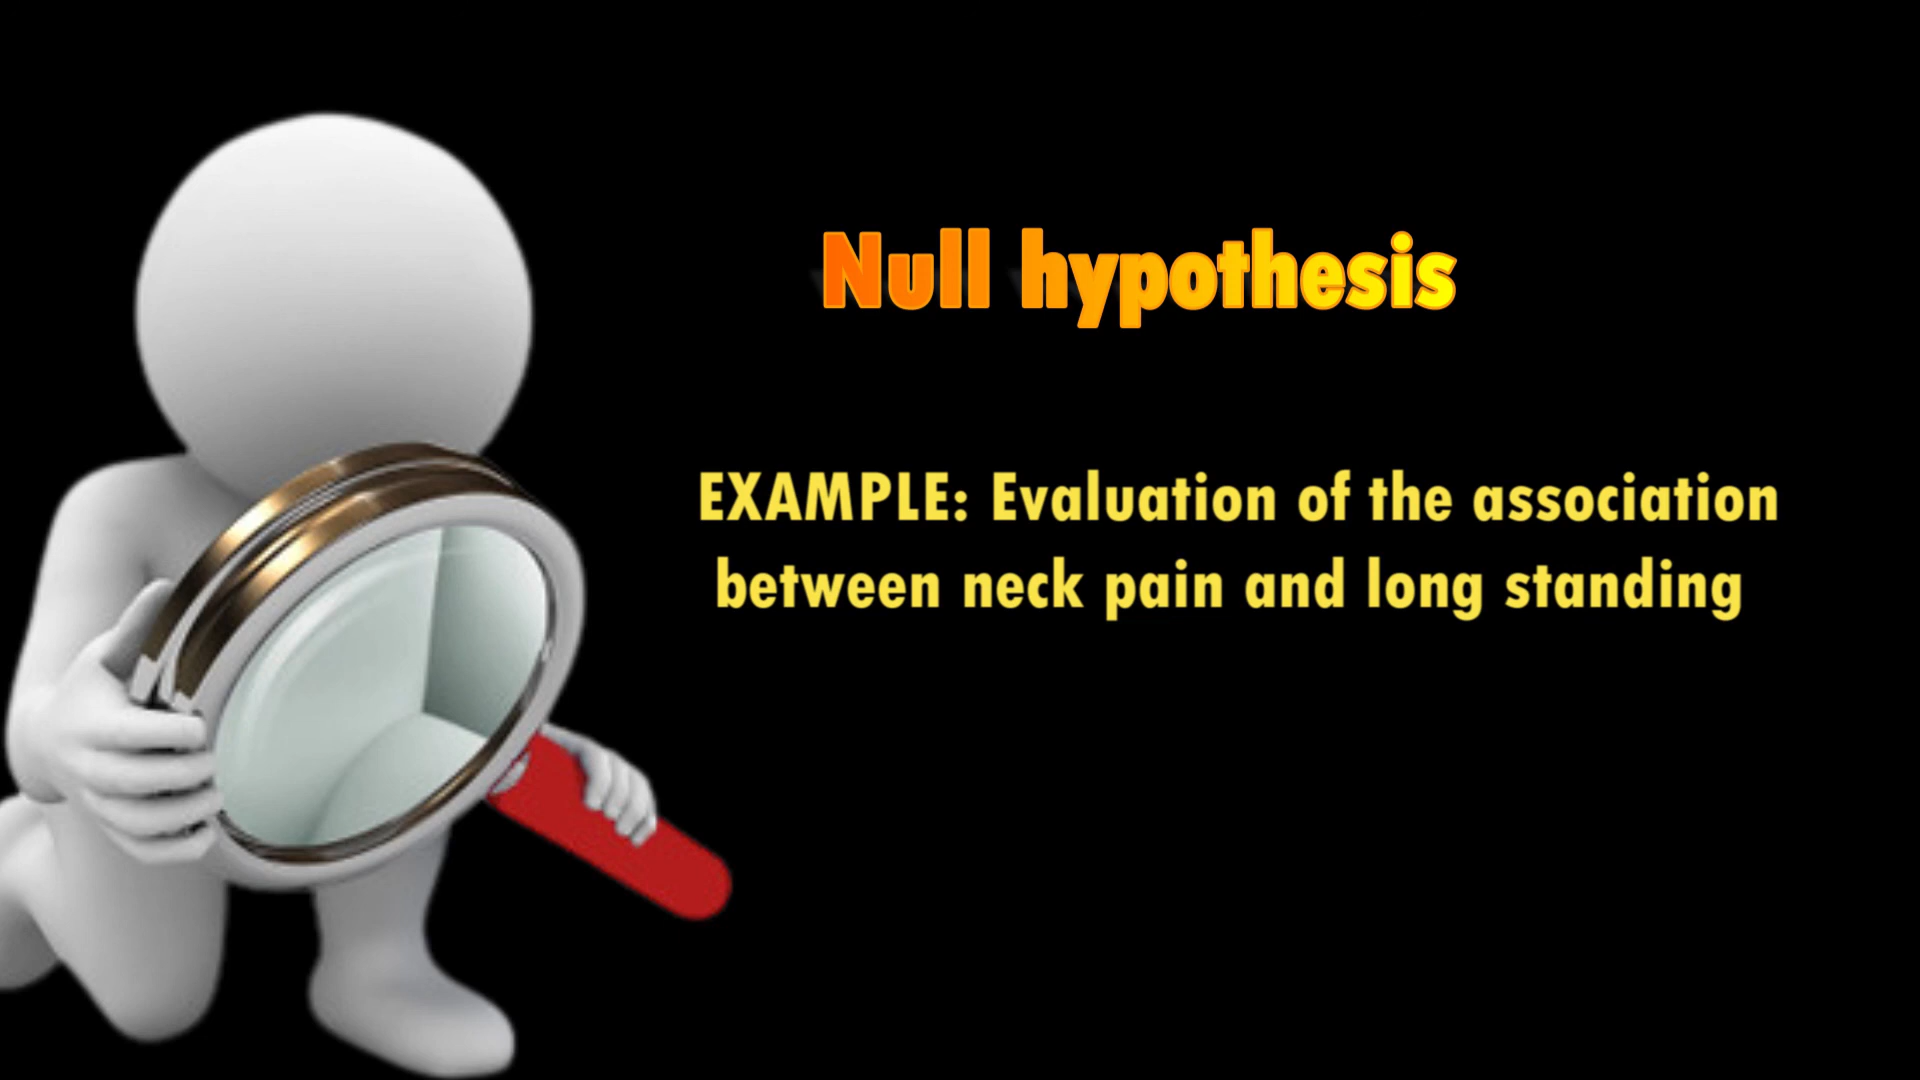 Null hypothesis
EXAMPLE: Evaluation of the association
between neck pain and long standing